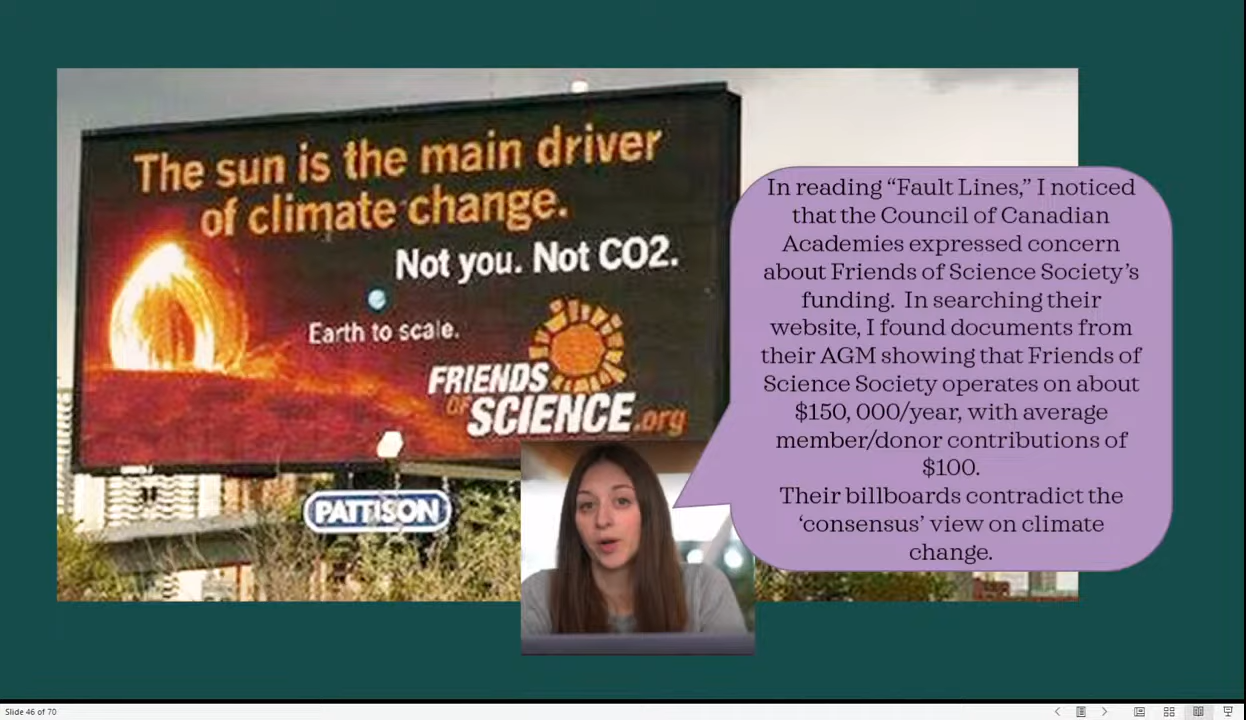 The sun is the main driver
of climate change.
Not you. Not CO2.
Earth to scale.
FRIENDS
OF
SCIENCE.org
PATTISON
In reading “Fault Lines,” I noticed
that the Council of Canadian
Academies expressed concern
about Friends of Science Society’s
funding.  In searching their
website, I found documents from
their AGM showing that Friends of
Science Society operates on about
$150, 000/year, with average
member/donor contributions of
$100.
Their billboards contradict the
‘consensus’ view on climate
change.
Slide 46 of 70